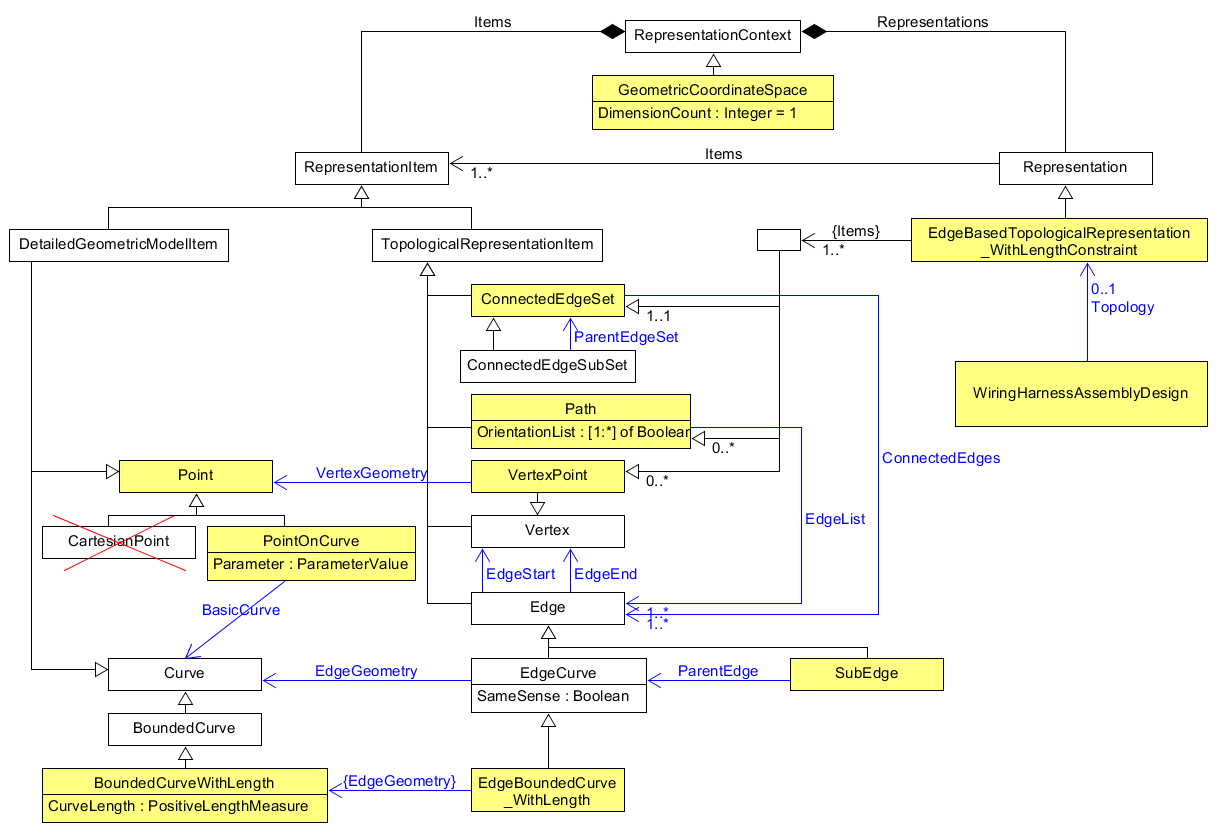 Items
Representations
RepresentationContext
GeometricCoordinateSpace
DimensionCount : Integer = 1
Items
RepresentationItem
1..*
Representation
DetailedGeometricModelItem
TopologicalRepresentationItem
{Items}
1..*
EdgeBasedTopologicalRepresentation
_WithLengthConstraint
0..1
Topology
ConnectedEdgeSet
1..1
ParentEdgeSet
ConnectedEdgeSubSet
WiringHarnessAssemblyDesign
Path
OrientationList : [1:*] of Boolean
0..*
ConnectedEdges
Point
VertexGeometry
VertexPoint
0..*
EdgeList
CartesianPoint
PointOnCurve
Parameter : ParameterValue
Vertex
EdgeStart
EdgeEnd
BasicCurve
Edge
1..*
1..*
Curve
EdgeGeometry
EdgeCurve
SameSense : Boolean
ParentEdge
SubEdge
BoundedCurve
BoundedCurveWithLength
CurveLength : PositiveLengthMeasure
{EdgeGeometry}
EdgeBoundedCurve
_WithLength